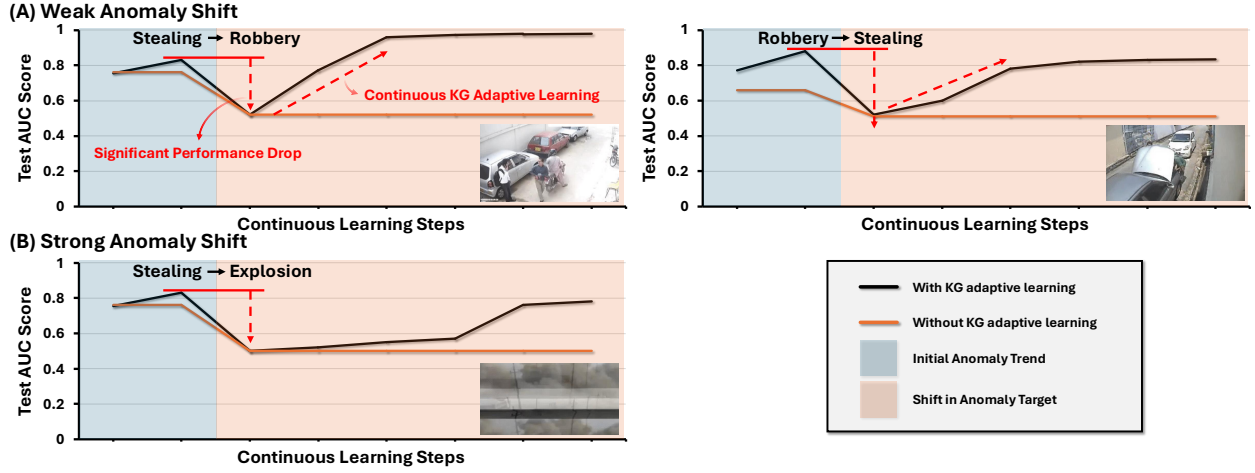 (A) Weak Anomaly Shift
1
0.8
0.6
0.4
0.2
0
Test AUC Score
Stealing → Robbery
Continuous KG Adaptive Learning
Significant Performance Drop
Continuous Learning Steps
1
0.8
0.6
0.4
0.2
0
Test AUC Score
Robbery → Stealing
Continuous Learning Steps
(B) Strong Anomaly Shift
1
0.8
0.6
0.4
0.2
0
Test AUC Score
Stealing → Explosion
Continuous Learning Steps
With KG adaptive learning
Without KG adaptive learning
Initial Anomaly Trend
Shift in Anomaly Target